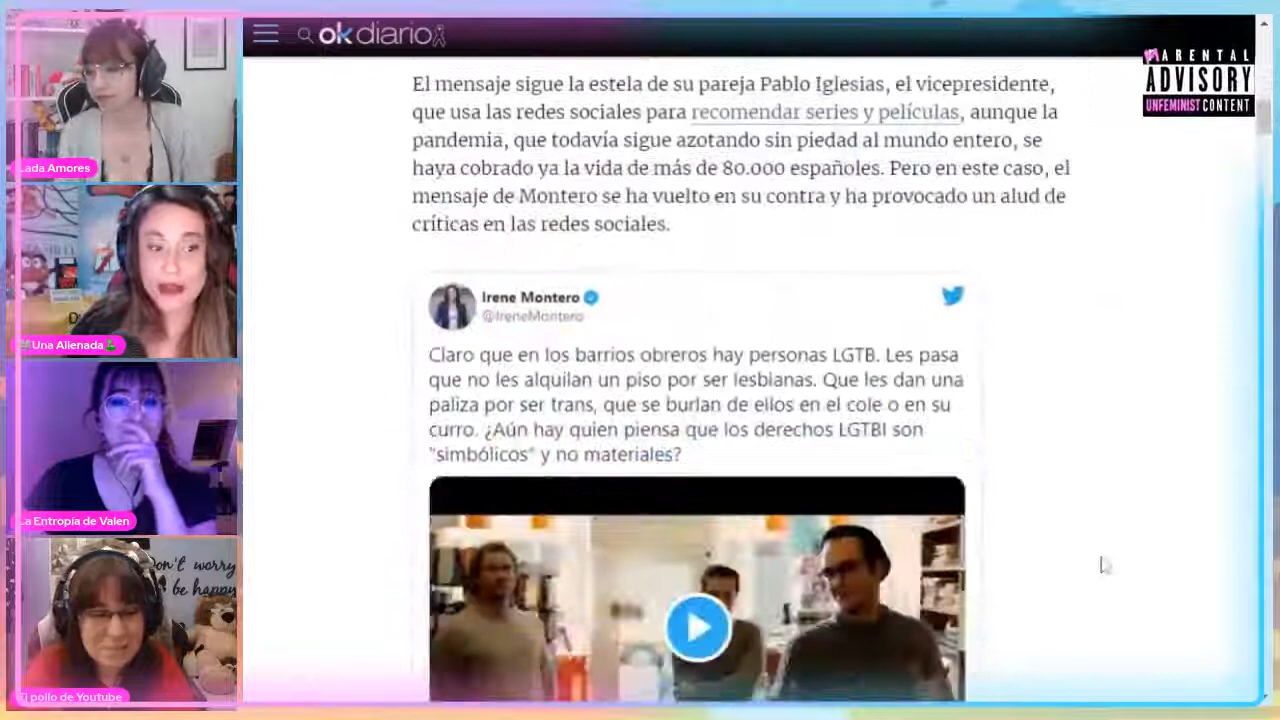 okdiario
PARENTAL
ADVISORY
UNFEMINIST CONTENT
El mensaje sigue la estela de su pareja Pablo Iglesias, el vicepresidente,
que usa las redes sociales para recomendar series y películas, aunque la
pandemia, que todavía sigue azotando sin piedad al mundo entero, se
haya cobrado ya la vida de más de 80.000 españoles. Pero en este caso, el
mensaje de Montero se ha vuelto en su contra y ha provocado un alud de
críticas en las redes sociales.
Irene Montero
@IreneMontero
Claro que en los barrios obreros hay personas LGTB. Les pasa
que no les alquilan un piso por ser lesbianas. Que les dan una
paliza por ser trans, que se burlan de ellos en el cole o en su
curro. ¿Aún hay quien piensa que los derechos LGTBI son
"simbólicos" y no materiales?
Lada Amores
Una Alienada
La Entropía de Valen
don't worry
be happy
El pollo de Youtube